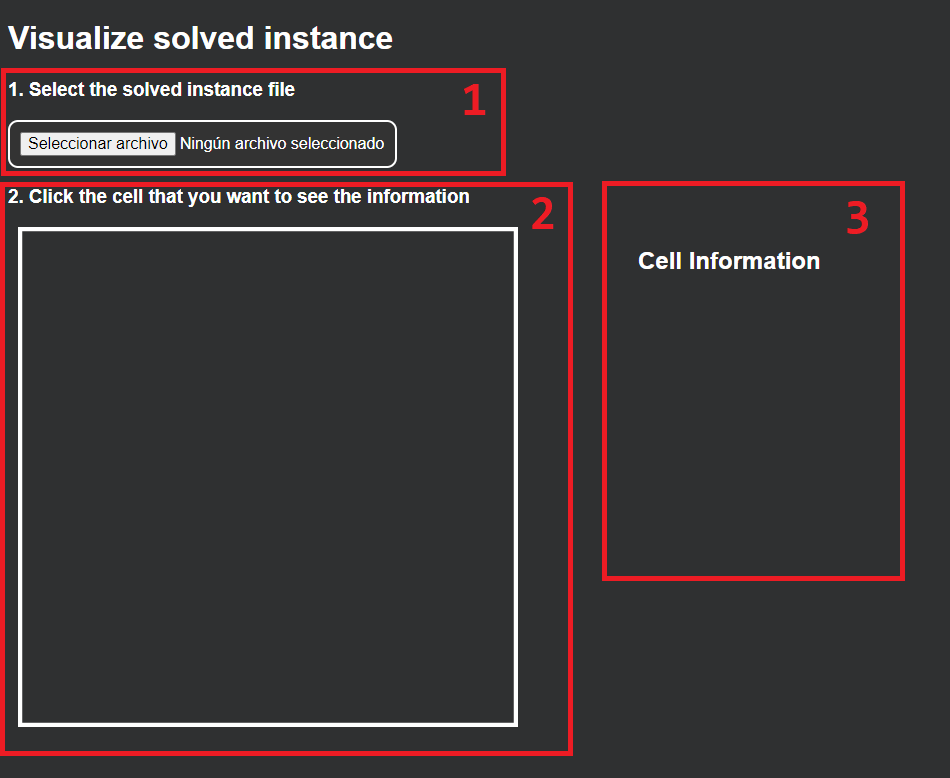 Visualize solved instance
1. Select the solved instance file
1
Seleccionar archivo Ningún archivo seleccionado
2. Click the cell that you want to see the information
2
3
Cell Information